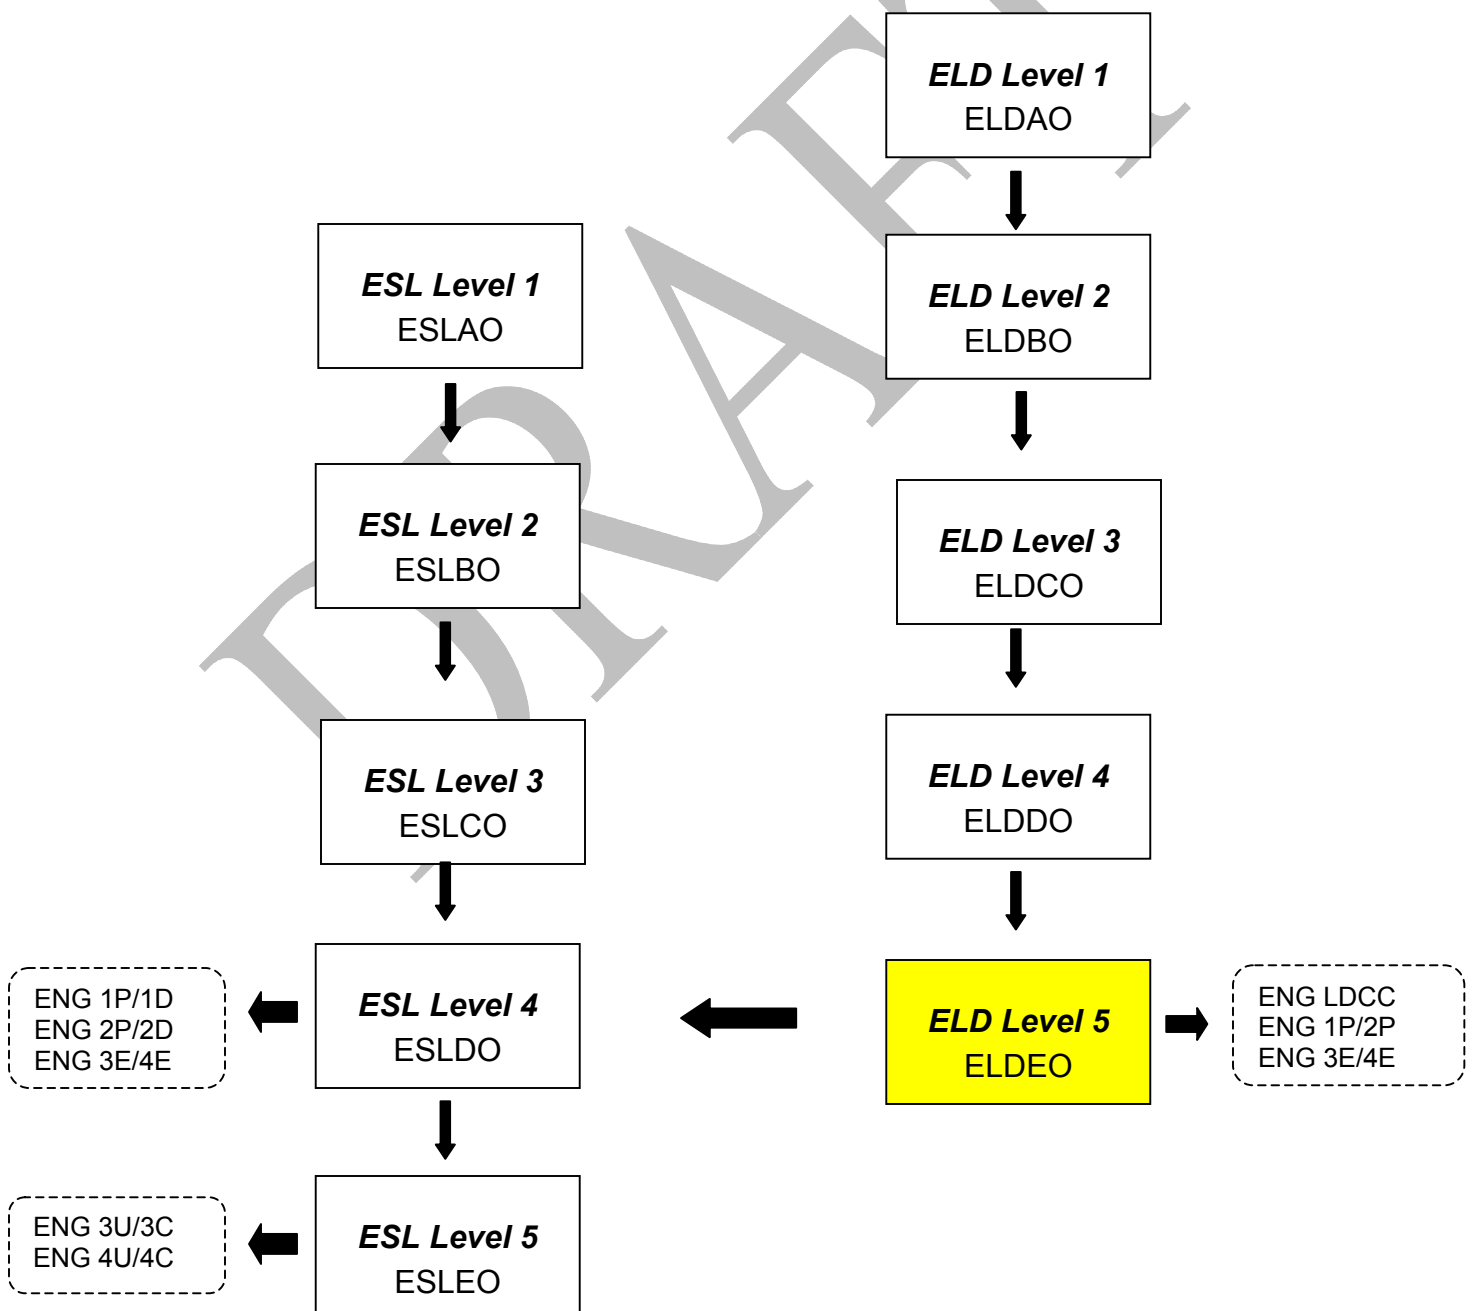 DRAFT
ELD Level 1
ELDAO
ESL Level 1
ESLAO
ELD Level 2
ELDBO
ESL Level 2
ESLBO
ELD Level 3
ELDCO
ESL Level 3
ESLCO
ELD Level 4
ELDDO
ENG 1P/1D
ENG 2P/2D
ENG 3E/4E
ESL Level 4
ESLDO
ELD Level 5
ELDEO
ENG LDCC
ENG 1P/2P
ENG 3E/4E
ENG 3U/3C
ENG 4U/4C
ESL Level 5
ESLEO